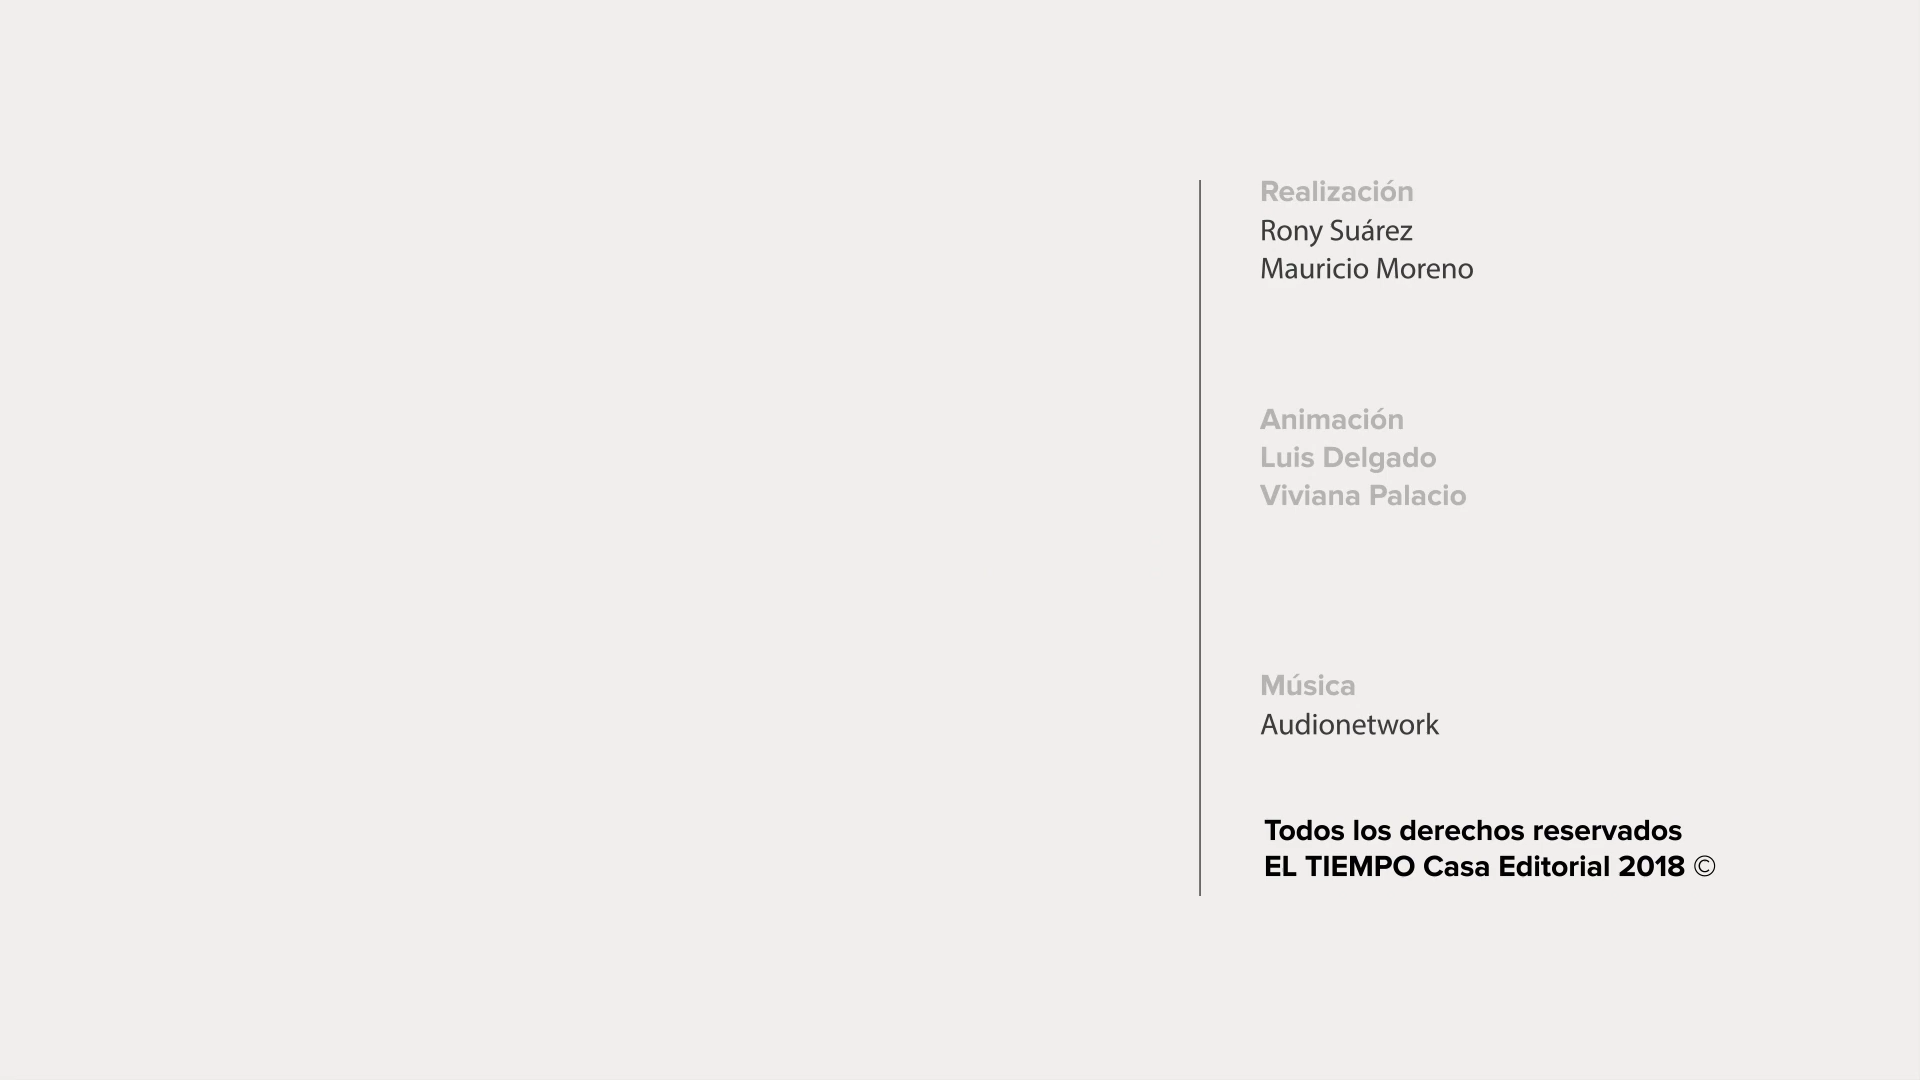 Realización
Rony Suárez
Mauricio Moreno
Animación
Luis Delgado
Viviana Palacio
Música
Audionetwork
Todos los derechos reservados
EL TIEMPO Casa Editorial 2018 ©